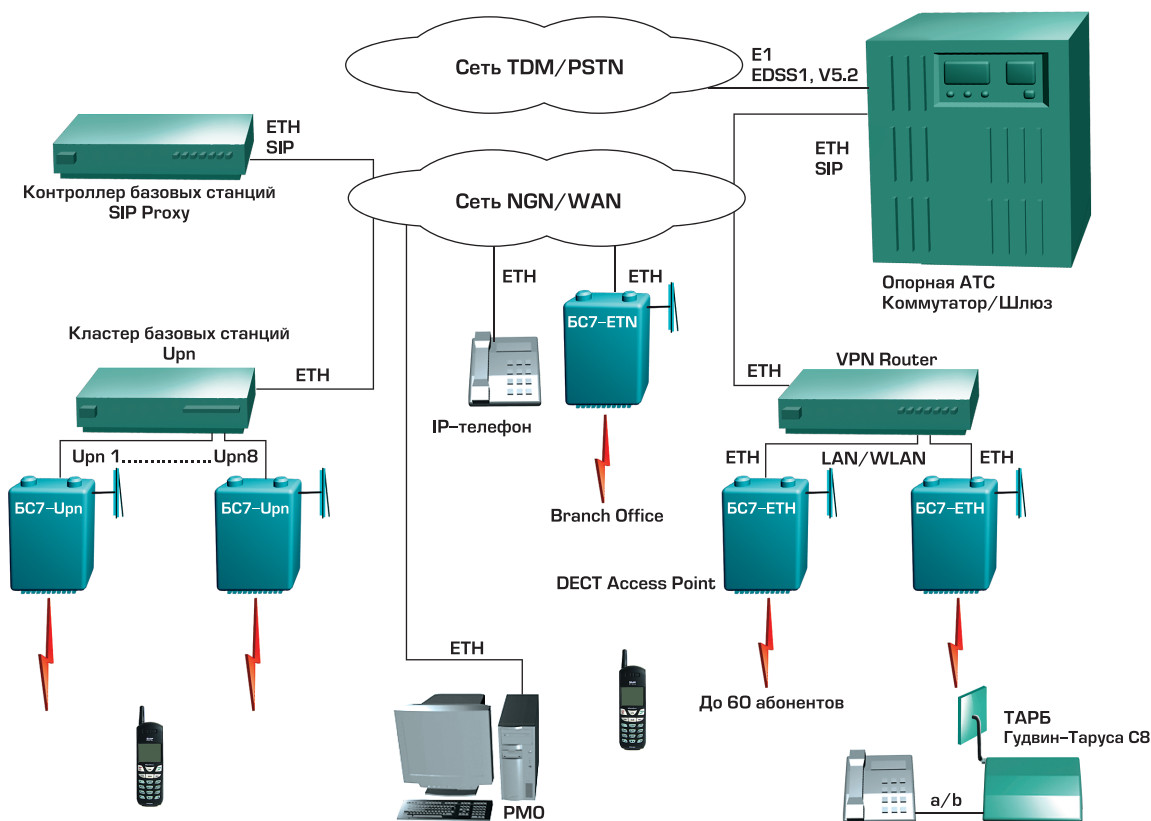 Сеть TDM/PSTN
E1
EDSS1, V5.2
ETH
SIP
Контроллер базовых станций
SIP Proxy
Сеть NGN/WAN
ETH
SIP
Опорная АТС
Коммутатор/Шлюз
ETH
ETH
БС7-ETN
IP-телефон
Кластер базовых станций
Upn
ETH
VPN Router
ETH
Upn 1.................Upn8
БС7-Upn
БС7-Upn
Branch Office
ETH
LAN/WLAN
ETH
БС7-ETH
БС7-ETH
DECT Access Point
ETH
РМО
До 60 абонентов
ТАРБ
Гудвин-Таруса С8
a/b